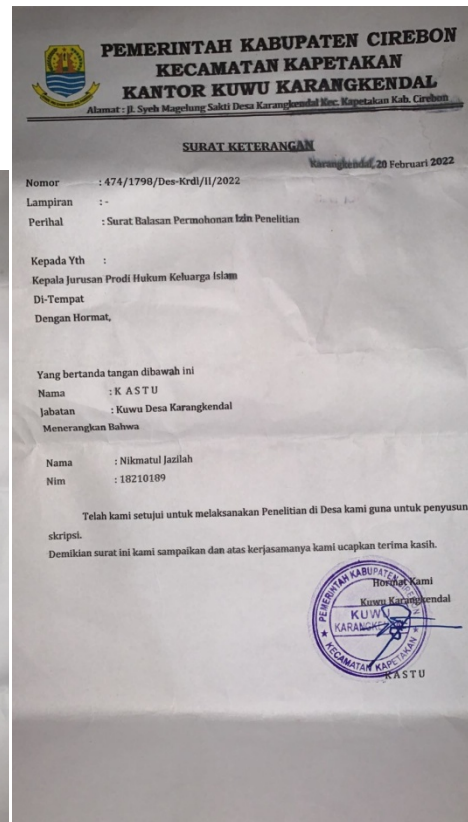 PEMERINTAH KABUPATEN CIREBON
KECAMATAN KAPETAKAN
KANTOR KUWU KARANGKENDAL
Alamat : Jl. Syeh Magelung Sakti Desa Karangkendal Kec. Kapetakan Kab. Cirebon
SURAT KETERANGAN
Karangkendal, 20 Februari 2022
Nomor : 474/1798/Des-Krdl/II/2022
Lampiran : -
Perihal : Surat Balasan Permohonan Izin Penelitian
Kepada Yth :
Kepala Jurusan Prodi Hukum Keluarga Islam
Di-Tempat
Dengan Hormat,
Yang bertanda tangan dibawah ini
Nama : K A S T U
Jabatan : Kuwu Desa Karangkendal
Menerangkan Bahwa
Nama : Nikmatul Jazilah
Nim : 18210189
Telah kami setujui untuk melaksanakan Penelitian di Desa kami guna untuk penyusun
skripsi.
Demikian surat ini kami sampaikan dan atas kerjasamanya kami ucapkan terima kasih.
Hormat Kami
Kuwu Karangkendal
PEMERINTAH KABUPATEN CIREBON
KUWU
KARANGKENDAL
KECAMATAN KAPETAKAN
KASTU